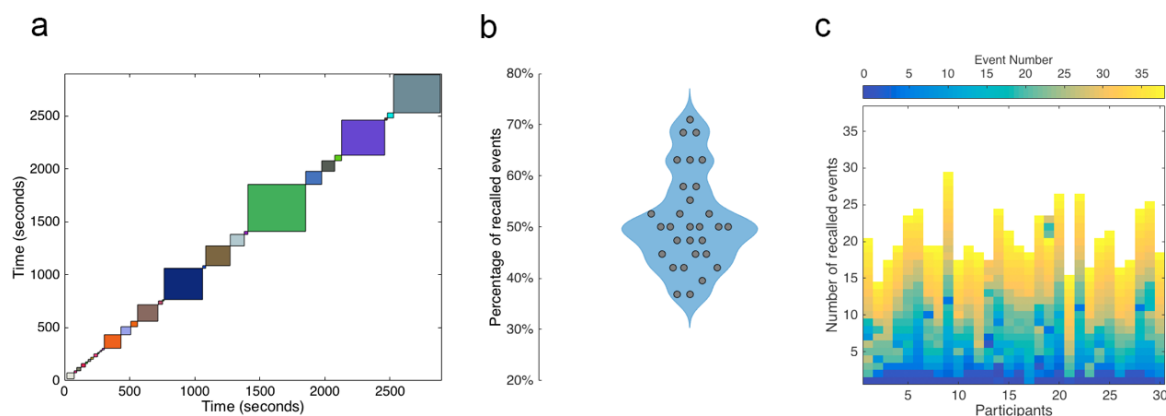 a
b
c
2500
2000
1500
1000
500
0
Time (seconds)
0 500 1000 1500 2000 2500
Time (seconds)
80%
70%
60%
50%
40%
30%
20%
Percentage of recalled events
Event Number
0 5 10 15 20 25 30 35
35
30
25
20
15
10
5
Number of recalled events
5 10 15 20 25 30
Participants